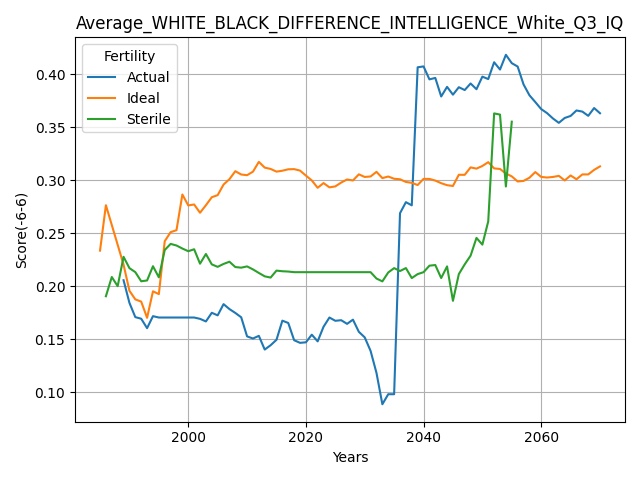 Average_WHITE_BLACK_DIFFERENCE_INTELLIGENCE_White_Q3_IQ
Fertility
Actual
Ideal
Sterile
Score(-6-6)
0.40
0.35
0.30
0.25
0.20
0.15
0.10
2000
2020
2040
2060
Years